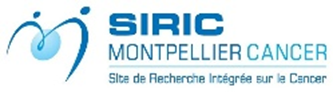 SIRIC
MONTPELLIER CANCER
Site de Recherche Intégrée sur le Cancer